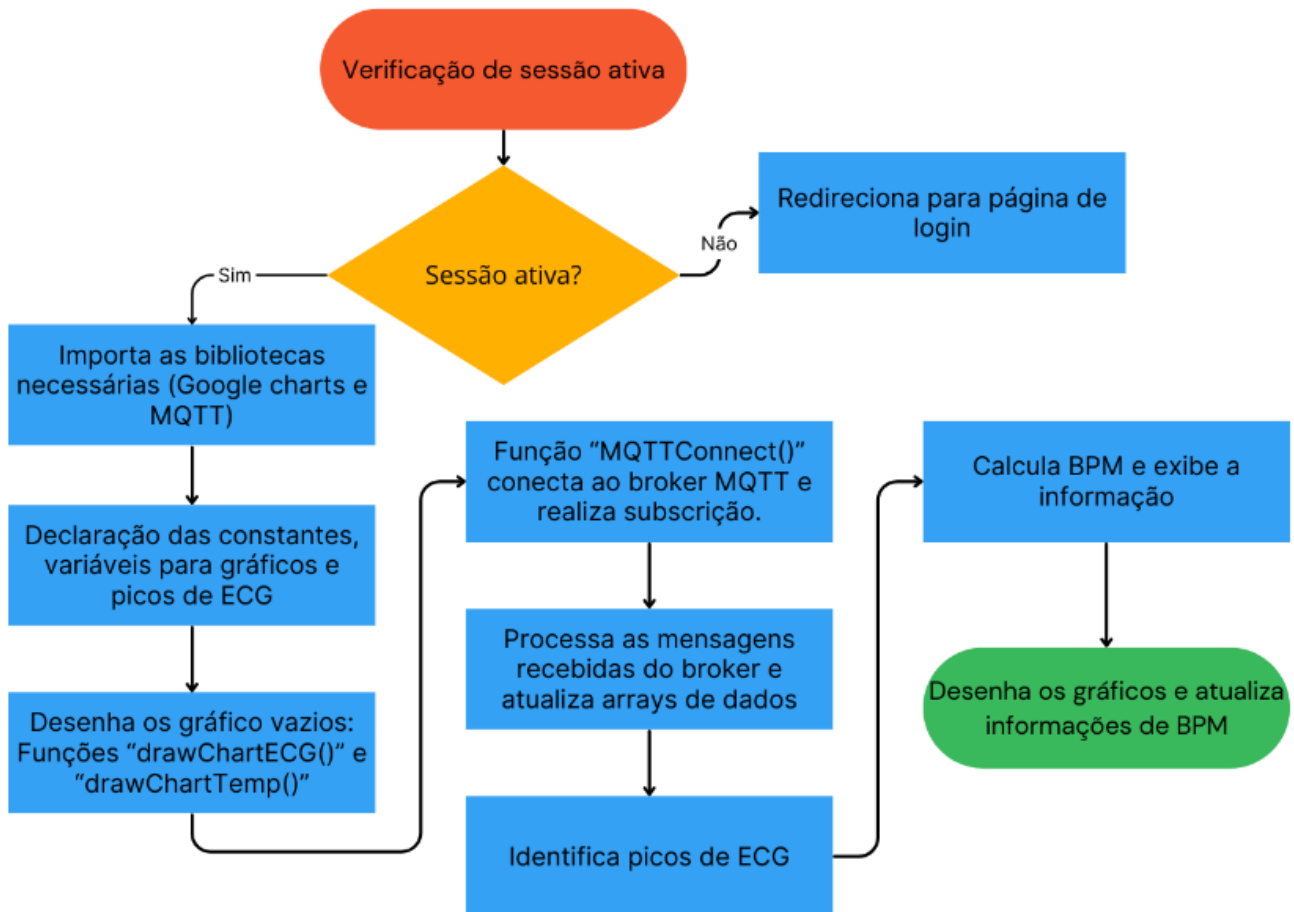 Verificação de sessão ativa
Sessão ativa?
Não
Redireciona para página de
login
Sim
Importa as bibliotecas
necessárias (Google charts e
MQTT)
Declaração das constantes,
variáveis para gráficos e
picos de ECG
Desenha os gráfico vazios:
Funções “drawChartECG()” e
“drawChartTemp()”
Função “MQTTConnect()”
conecta ao broker MQTT e
realiza subscrição.
Processa as mensagens
recebidas do broker e
atualiza arrays de dados
Identifica picos de ECG
Calcula BPM e exibe a
informação
Desenha os gráficos e atualiza
informações de BPM